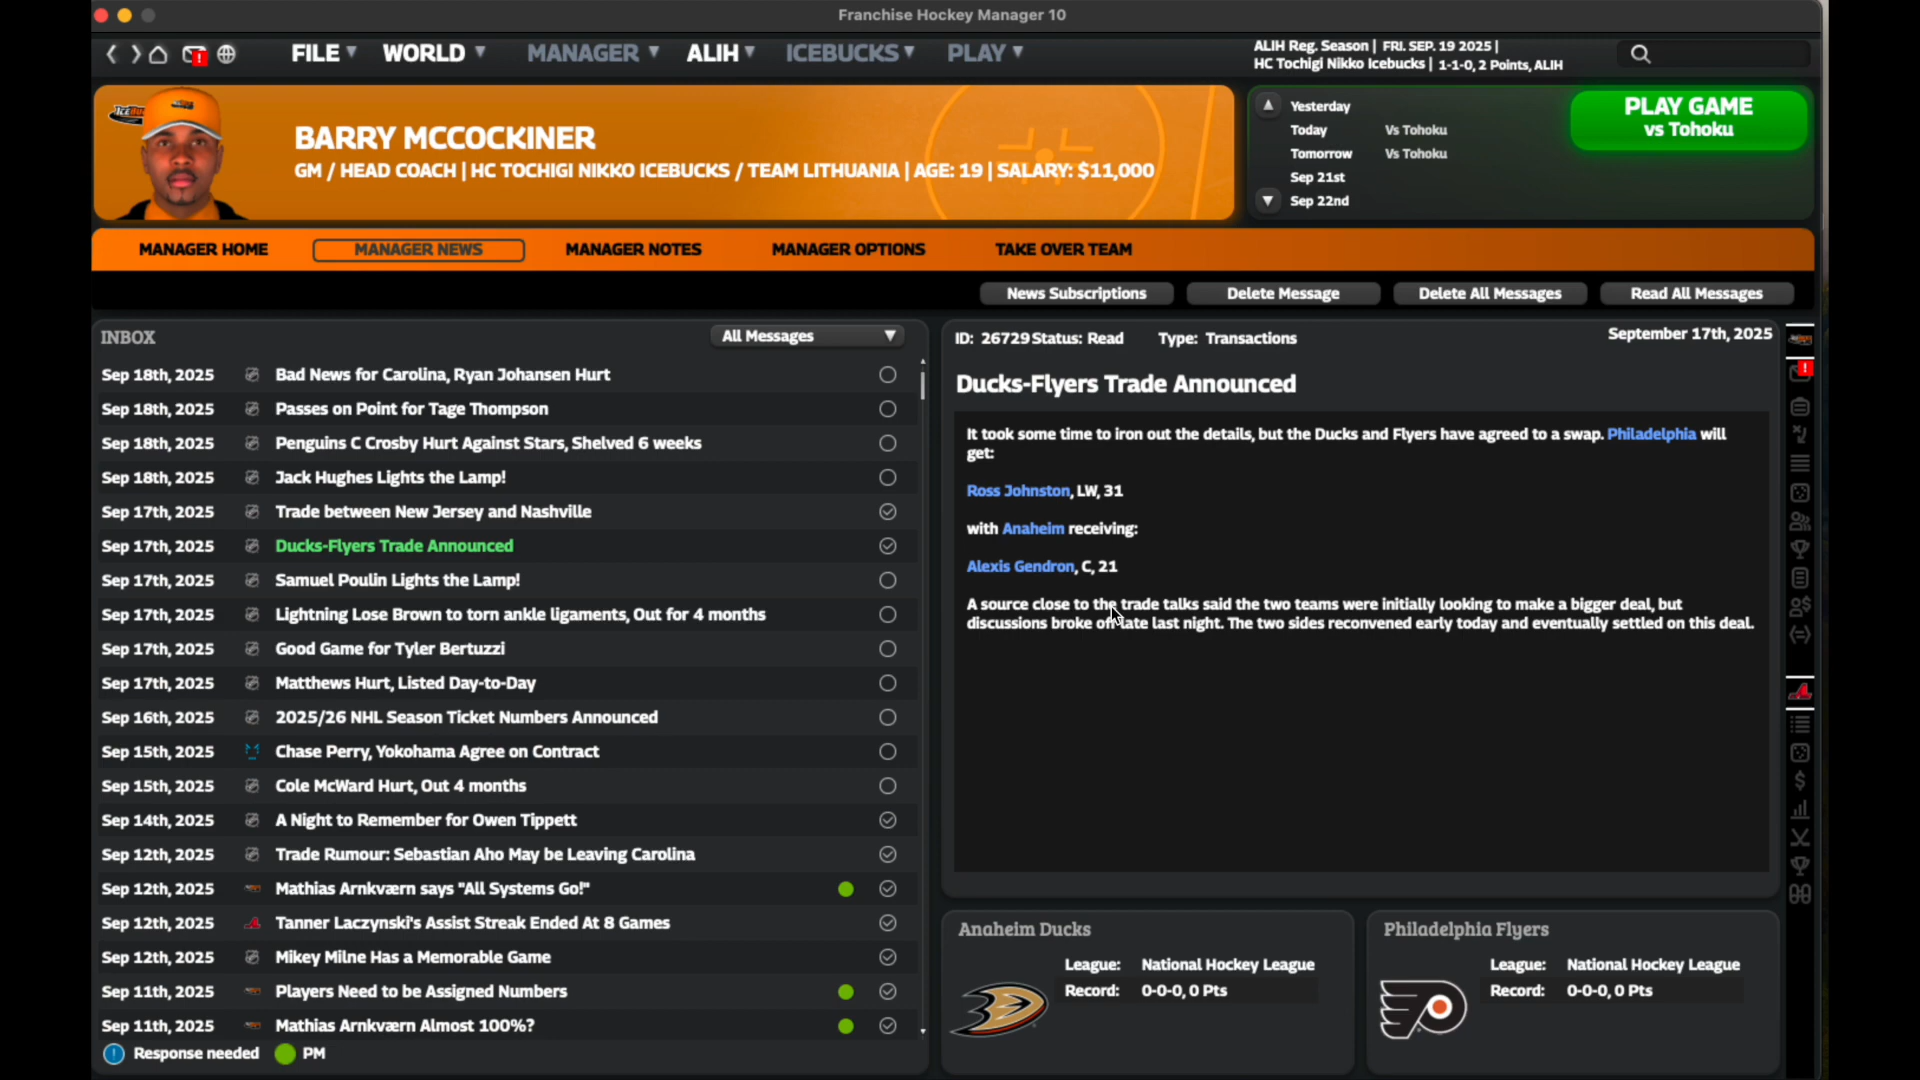 Franchise Hockey Manager 10
FILE WORLD MANAGER ALIH ICEBUCKS PLAY
ALIH Reg. Season | FRI. SEP. 19 2025 |
HC Tochigi Nikko Icebucks | 1-1-0, 2 Points, ALIH
BARRY MCCOCKINER
GM / HEAD COACH | HC TOCHIGI NIKKO ICEBUCKS / TEAM LITHUANIA | AGE: 19 | SALARY: $11,000
Yesterday
Today Vs Tohoku
Tomorrow Vs Tohoku
Sep 21st
Sep 22nd
PLAY GAME
vs Tohoku
MANAGER HOME MANAGER NEWS MANAGER NOTES MANAGER OPTIONS TAKE OVER TEAM
News Subscriptions Delete Message Delete All Messages Read All Messages
INBOX All Messages
Sep 18th, 2025 Bad News for Carolina, Ryan Johansen Hurt
Sep 18th, 2025 Passes on Point for Tage Thompson
Sep 18th, 2025 Penguins C Crosby Hurt Against Stars, Shelved 6 weeks
Sep 18th, 2025 Jack Hughes Lights the Lamp!
Sep 17th, 2025 Trade between New Jersey and Nashville
Sep 17th, 2025 Ducks-Flyers Trade Announced
Sep 17th, 2025 Samuel Poulin Lights the Lamp!
Sep 17th, 2025 Lightning Lose Brown to torn ankle ligaments, Out for 4 months
Sep 17th, 2025 Good Game for Tyler Bertuzzi
Sep 17th, 2025 Matthews Hurt, Listed Day-to-Day
Sep 16th, 2025 2025/26 NHL Season Ticket Numbers Announced
Sep 15th, 2025 Chase Perry, Yokohama Agree on Contract
Sep 15th, 2025 Cole McWard Hurt, Out 4 months
Sep 14th, 2025 A Night to Remember for Owen Tippett
Sep 12th, 2025 Trade Rumour: Sebastian Aho May be Leaving Carolina
Sep 12th, 2025 Mathias Arnkværn says "All Systems Go!"
Sep 12th, 2025 Tanner Laczynski's Assist Streak Ended At 8 Games
Sep 12th, 2025 Mikey Milne Has a Memorable Game
Sep 11th, 2025 Players Need to be Assigned Numbers
Sep 11th, 2025 Mathias Arnkværn Almost 100%?
Response needed PM
ID: 26729 Status: Read Type: Transactions September 17th, 2025
Ducks-Flyers Trade Announced
It took some time to iron out the details, but the Ducks and Flyers have agreed to a swap. Philadelphia will
get:
Ross Johnston, LW, 31
with Anaheim receiving:
Alexis Gendron, C, 21
A source close to the trade talks said the two teams were initially looking to make a bigger deal, but
discussions broke off late last night. The two sides reconvened early today and eventually settled on this deal.
Anaheim Ducks
League: National Hockey League
Record: 0-0-0, 0 Pts
Philadelphia Flyers
League: National Hockey League
Record: 0-0-0, 0 Pts